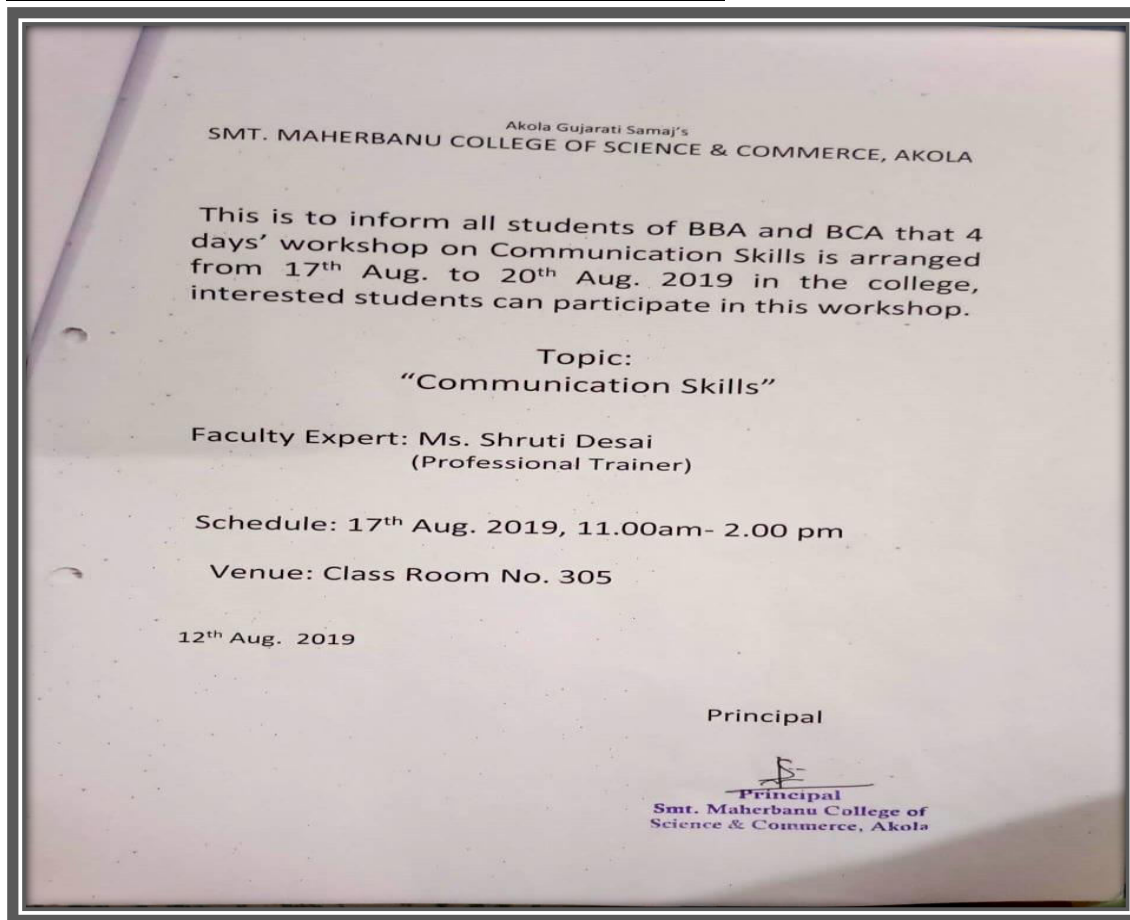 Akola Gujarati Samaj's
SMT. MAHERBANU COLLEGE OF SCIENCE & COMMERCE, AKOLA
This is to inform all students of BBA and BCA that 4
days' workshop on Communication Skills is arranged
from 17th Aug. to 20th Aug. 2019 in the college,
interested students can participate in this workshop.
Topic:
"Communication Skills"
Faculty Expert: Ms. Shruti Desai
(Professional Trainer)
Schedule: 17th Aug. 2019, 11.00am- 2.00 pm
Venue: Class Room No. 305
12th Aug. 2019
Principal
Principal
Smt. Maherbanu College of
Science & Commerce, Akola